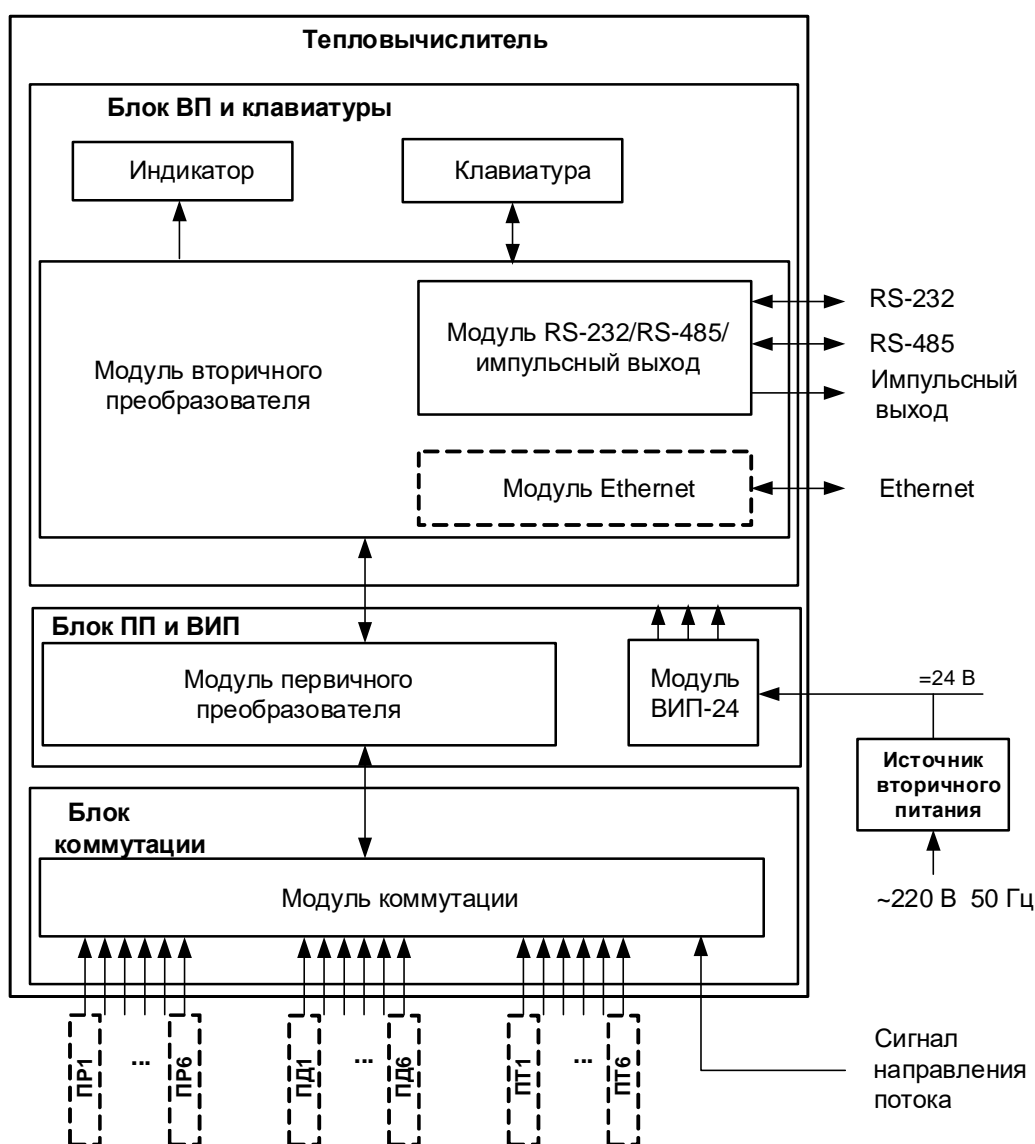 Тепловычислитель
Блок ВП и клавиатуры
Индикатор
Клавиатура
Модуль вторичного
преобразователя
Модуль RS-232/RS-485/
импульсный выход
Модуль Ethernet
RS-232
RS-485
Импульсный
выход
Ethernet
Блок ПП и ВИП
Модуль первичного
преобразователя
Модуль
ВИП-24
=24 В
Источник
вторичного
питания
~220 В 50 Гц
Блок
коммутации
Модуль коммутации
ПР1
...
ПР6
ПД1
...
ПД6
ПТ1
...
ПТ6
Сигнал
направления
потока